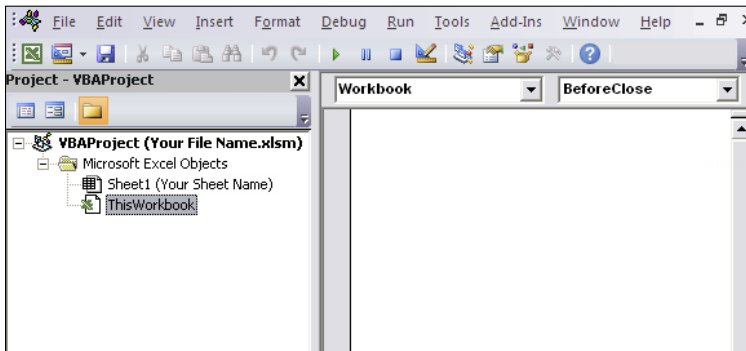 File Edit View Insert Format Debug Run Tools Add-Ins Window Help
Project - VBAProject
Workbook BeforeClose
VBAProject (Your File Name.xlsm)
Microsoft Excel Objects
Sheet1 (Your Sheet Name)
ThisWorkbook